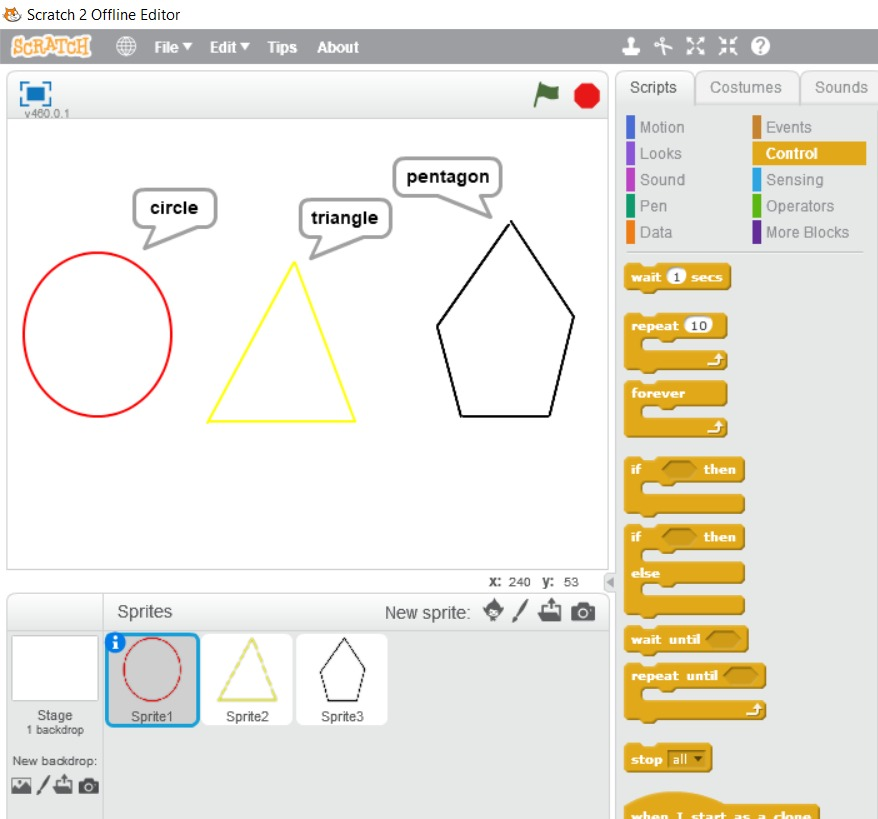 Scratch 2 Offline Editor
SCRATCH File Edit Tips About
v460.0.1
Scripts Costumes Sounds
Motion Events
Looks Control
Sound Sensing
Pen Operators
Data More Blocks
circle
triangle
pentagon
wait 1 secs
repeat 10
forever
if then
if then
else
wait until
repeat until
stop all
when I start as a clone
x: 240 y: 53
Sprites New sprite:
Stage
1 backdrop
New backdrop:
Sprite1 Sprite2 Sprite3